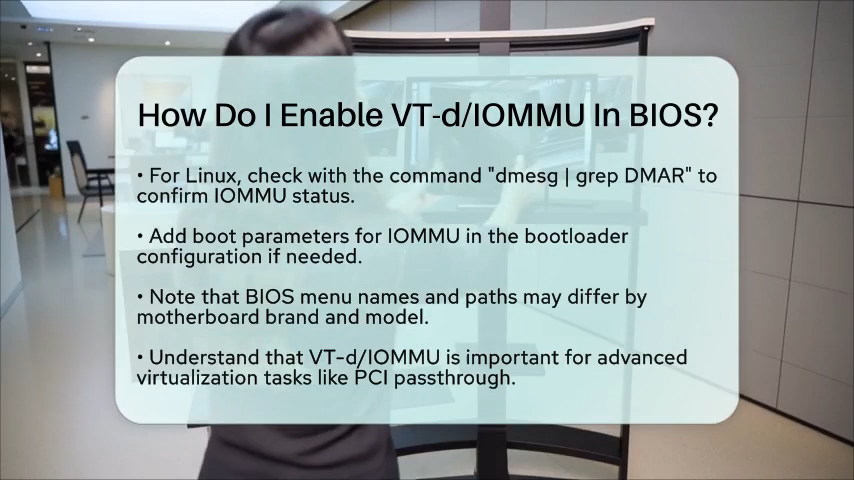 How Do I Enable VT-d/IOMMU In BIOS?
• For Linux, check with the command "dmesg | grep DMAR" to
confirm IOMMU status.
• Add boot parameters for IOMMU in the bootloader
configuration if needed.
• Note that BIOS menu names and paths may differ by
motherboard brand and model.
• Understand that VT-d/IOMMU is important for advanced
virtualization tasks like PCI passthrough.